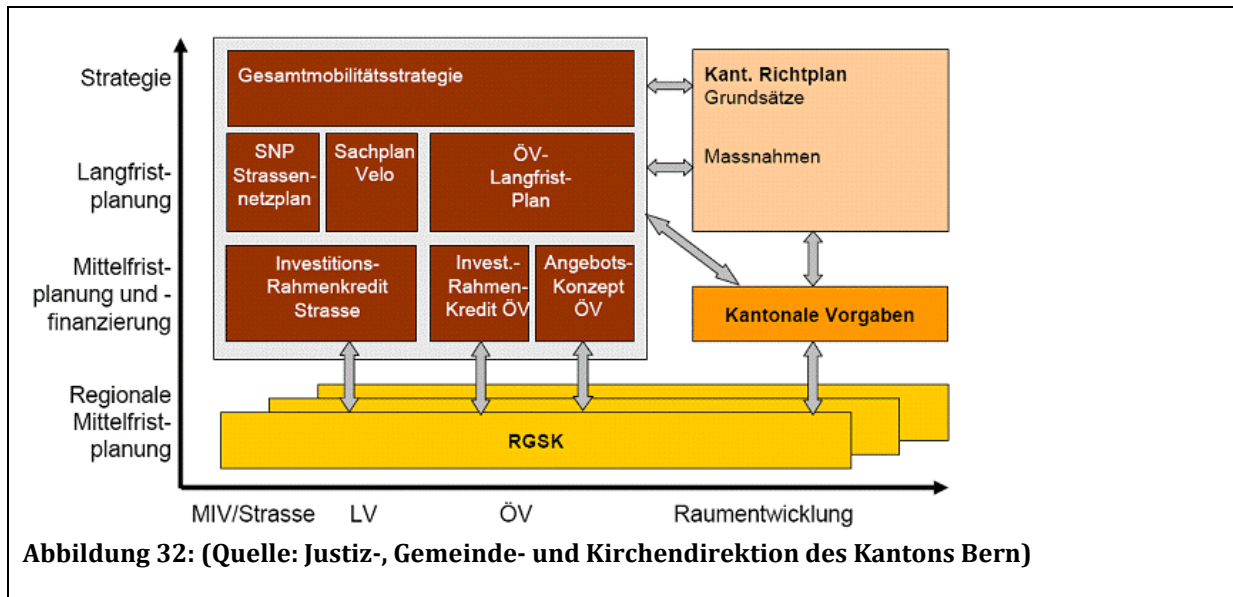 Strategie
Gesamtmobilitätsstrategie
Kant. Richtplan
Grundsätze
Massnahmen
Langfrist-
planung
SNP
Strassen-
netzplan
Sachplan
Velo
ÖV-
Langfrist-
Plan
Mittelfrist-
planung und -
finanzierung
Investitions-
Rahmenkredit
Strasse
Invest.-
Rahmen-
Kredit ÖV
Angebots-
Konzept
ÖV
Kantonale Vorgaben
Regionale
Mittelfrist-
planung
RGSK
MIV/Strasse
LV
ÖV
Raumentwicklung
Abbildung 32: (Quelle: Justiz-, Gemeinde- und Kirchendirektion des Kantons Bern)